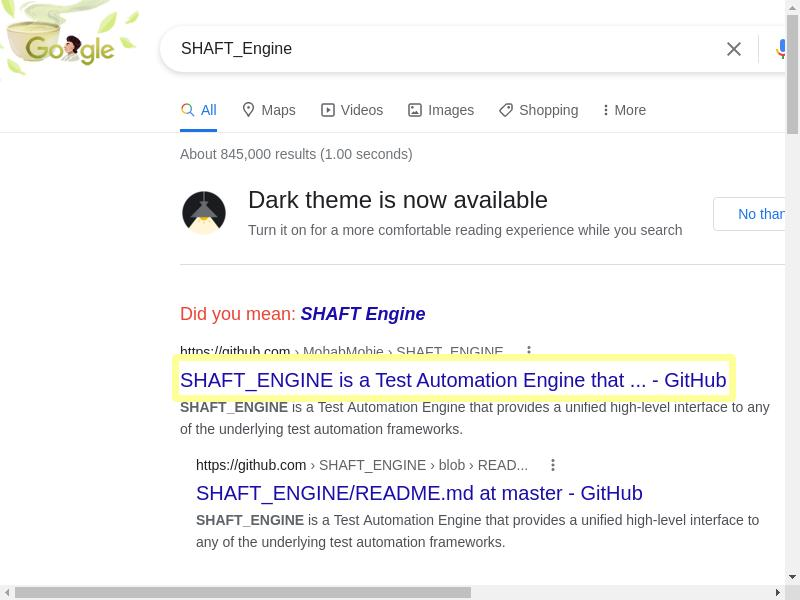 Google
SHAFT_Engine
All Maps Videos Images Shopping More
About 845,000 results (1.00 seconds)
Dark theme is now available
Turn it on for a more comfortable reading experience while you search
No
Did you mean: SHAFT Engine
https://github.com › MohabMohie › SHAFT_ENGINE
SHAFT_ENGINE is a Test Automation Engine that ... - GitHub
SHAFT_ENGINE is a Test Automation Engine that provides a unified high-level interface to any
of the underlying test automation frameworks.
https://github.com › SHAFT_ENGINE › blob › READ...
SHAFT_ENGINE/README.md at master - GitHub
SHAFT_ENGINE is a Test Automation Engine that provides a unified high-level interface to
any of the underlying test automation frameworks.